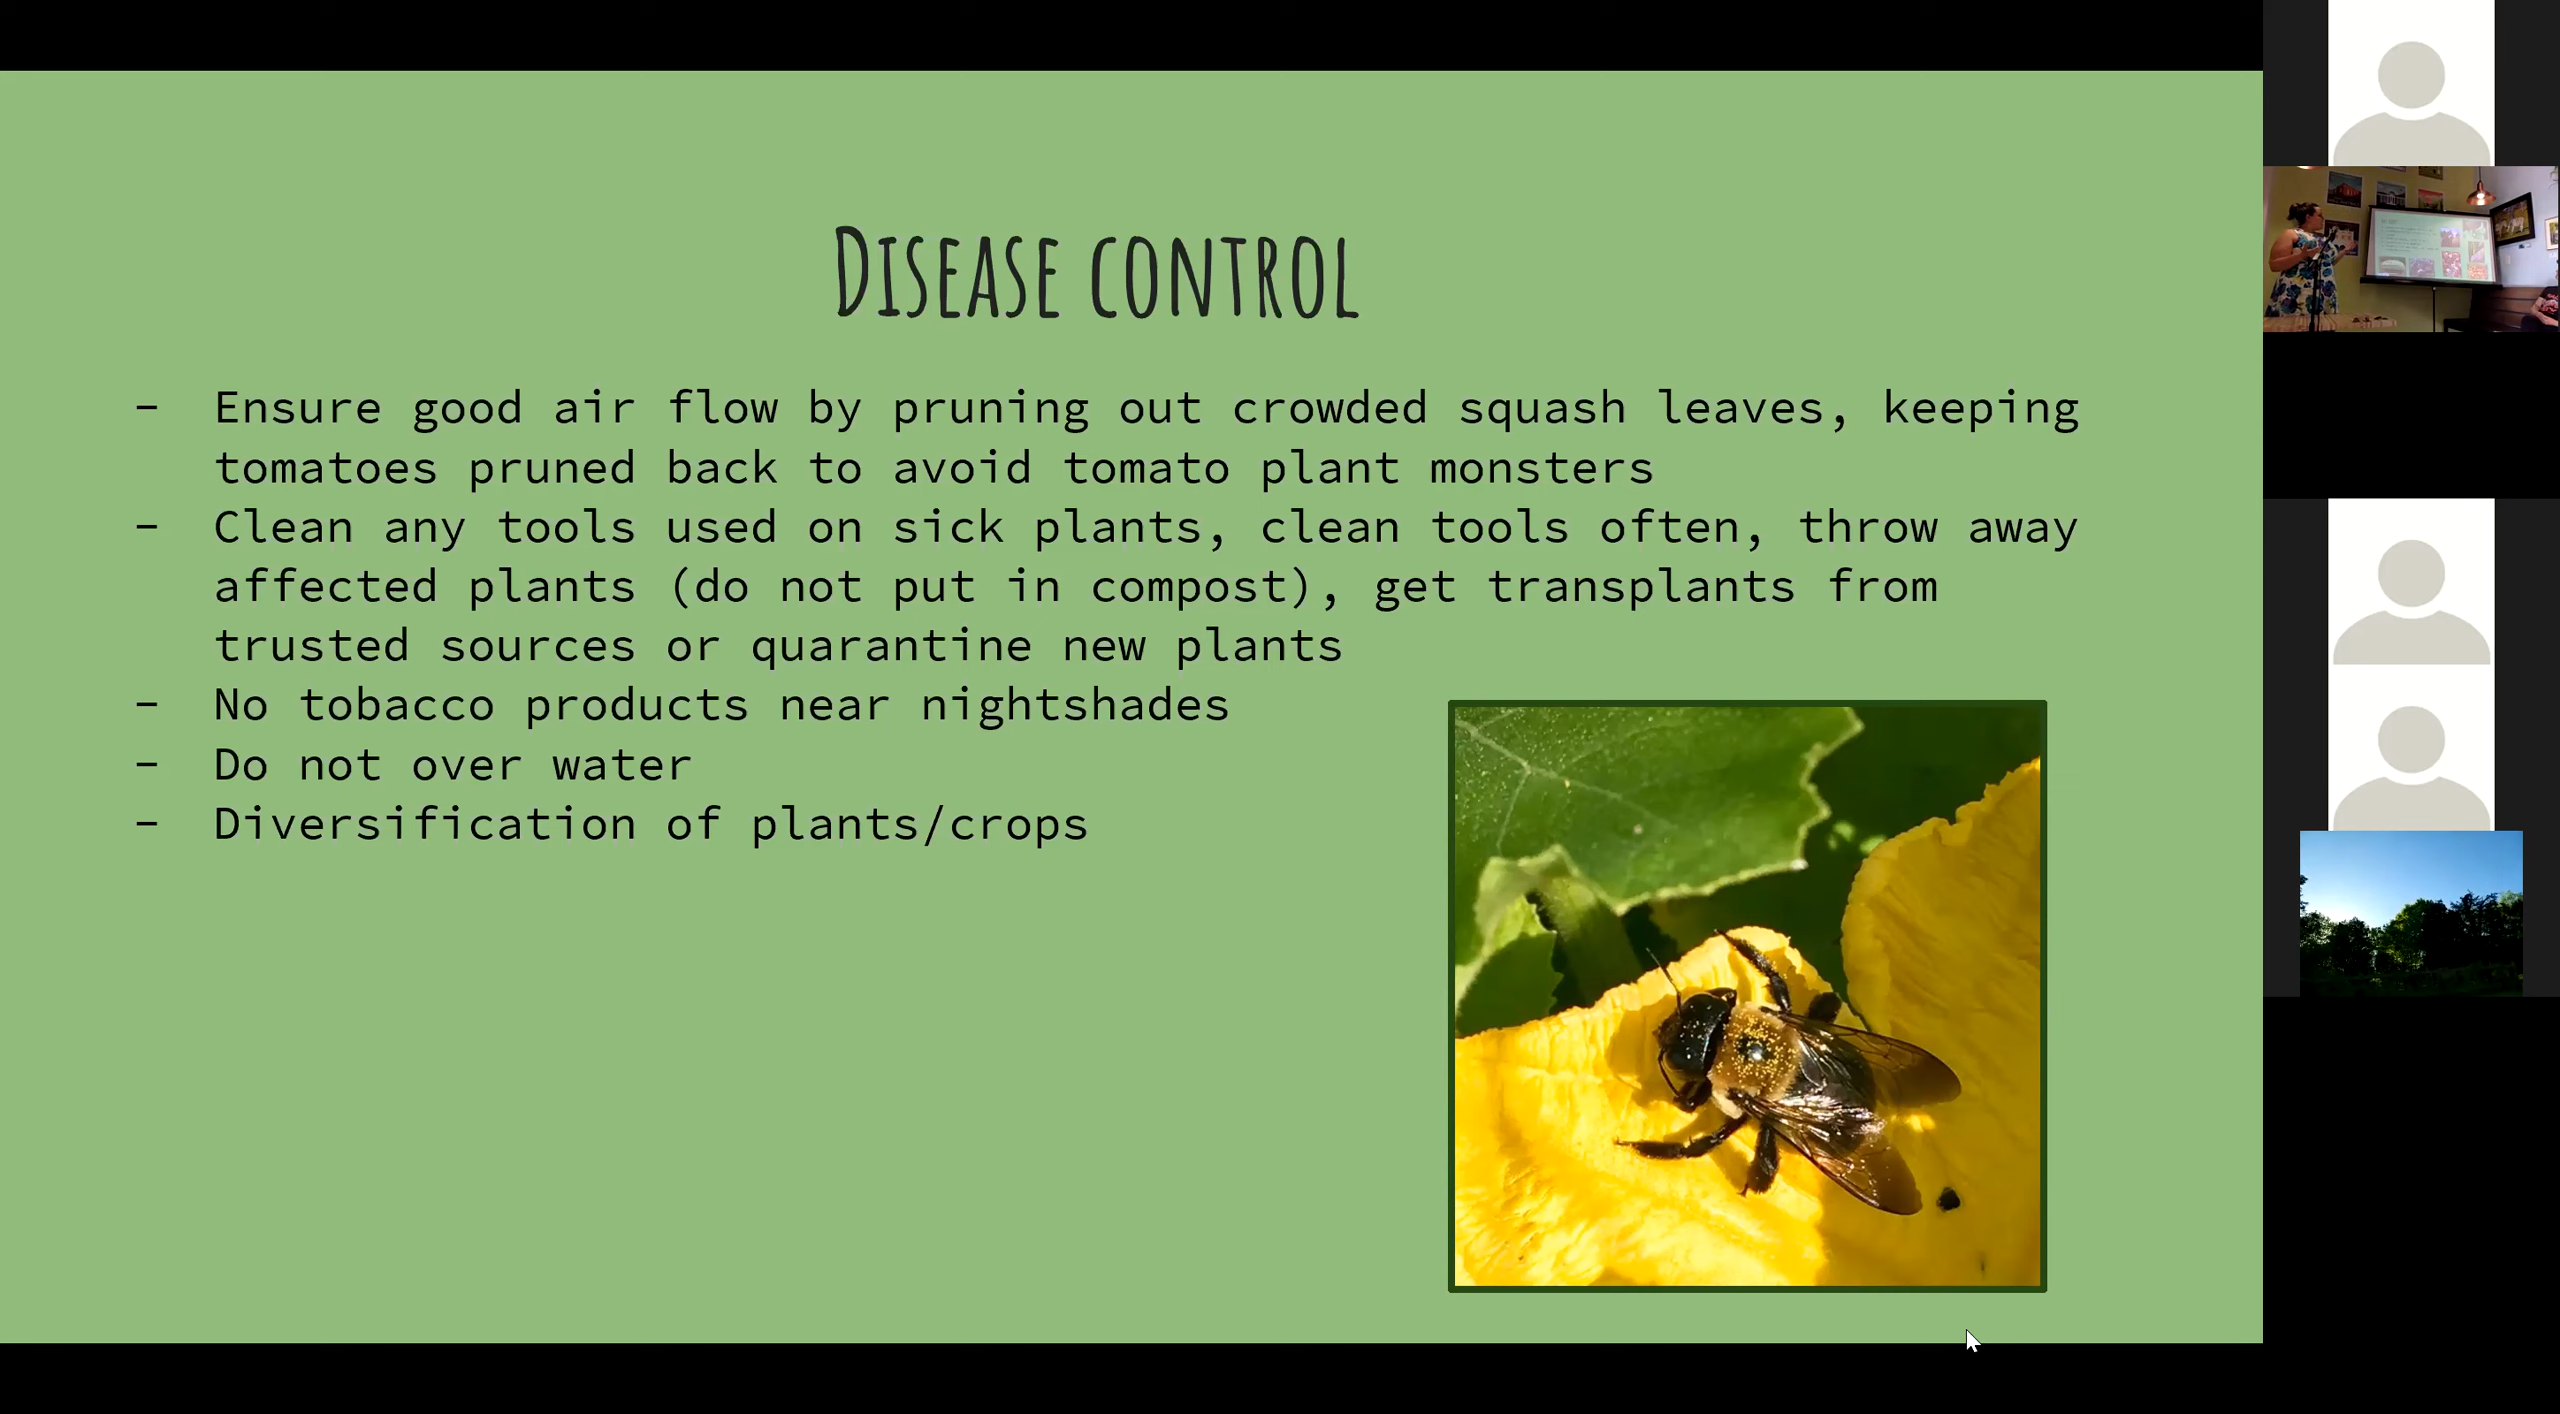 Disease control
- Ensure good air flow by pruning out crowded squash leaves, keeping
tomatoes pruned back to avoid tomato plant monsters
- Clean any tools used on sick plants, clean tools often, throw away
affected plants (do not put in compost), get transplants from
trusted sources or quarantine new plants
- No tobacco products near nightshades
- Do not over water
- Diversification of plants/crops